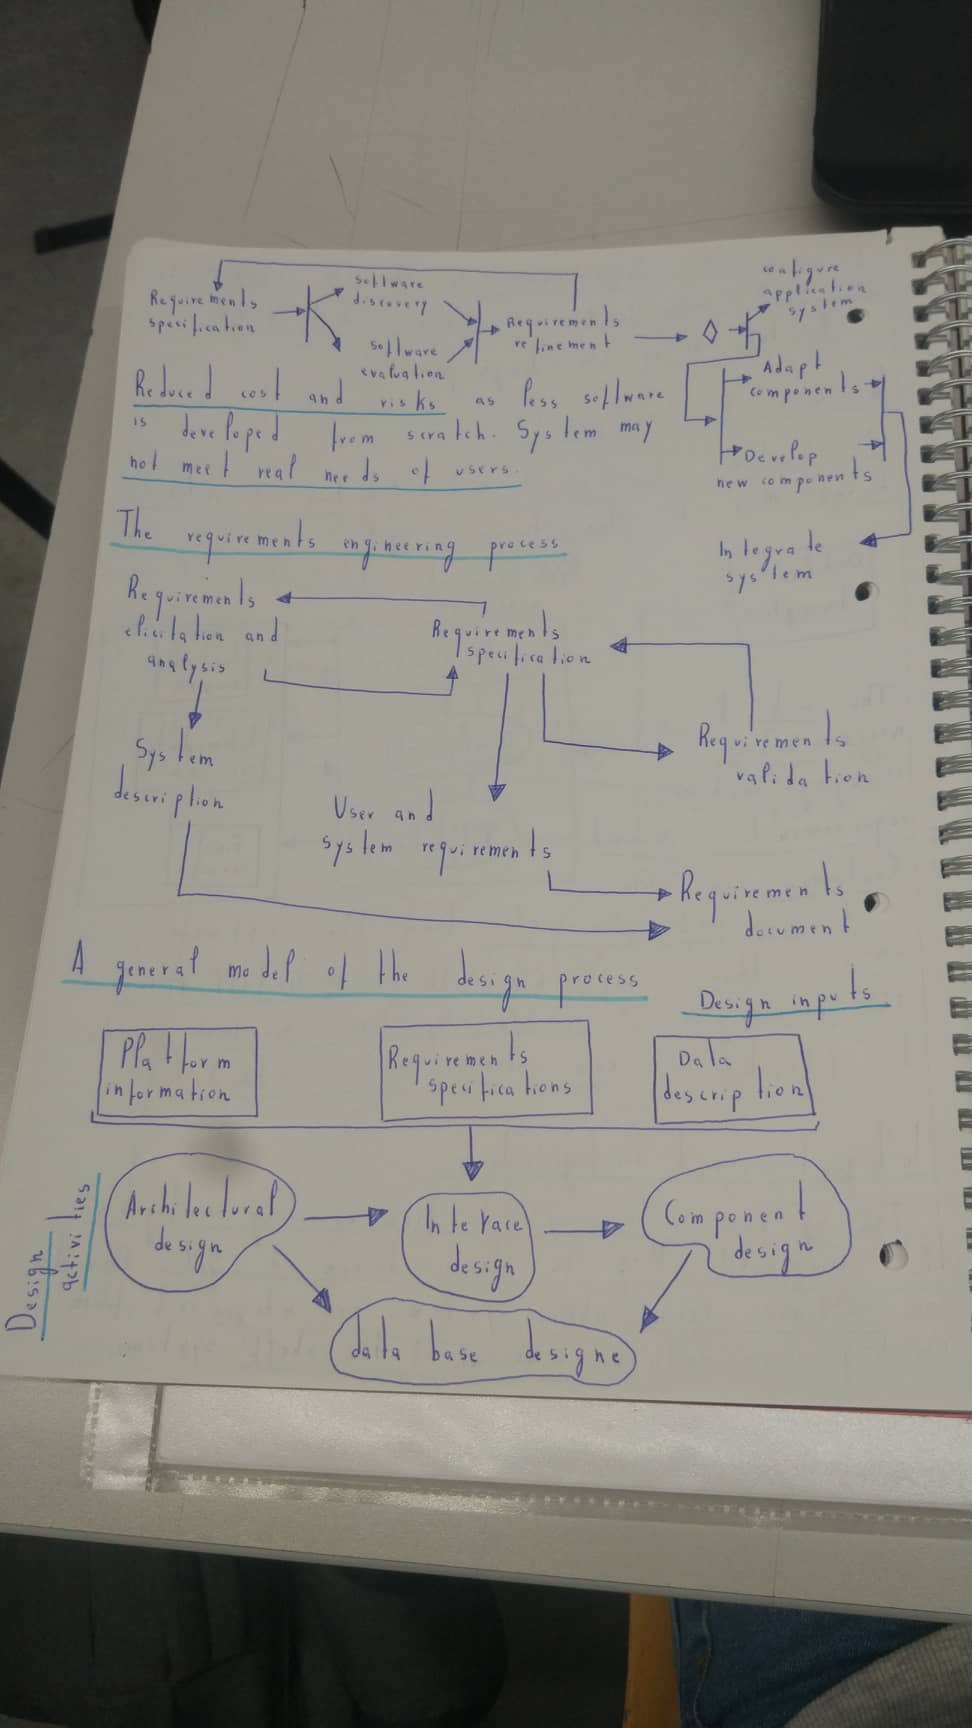 Requirements
specification
software
discovery
software
evaluation
Requirements
refinement
configure
application
system
Adapt
components
Develop
new components
Integrate
system
Reduced cost and risks as less software
is developed from scratch. System may
not meet real needs of users.
The requirements engineering process
Requirements
elicitation and
analysis
Requirements
specification
System
description
Requirements
validation
User and
system requirements
Requirements
document
A general model of the design process
Design inputs
Platform
information
Requirements
specifications
Data
description
Design
activities
Architectural
design
Interface
design
Component
design
data base designe